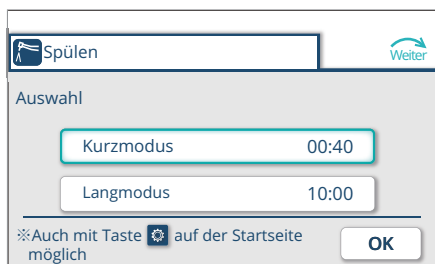 Spülen
Weiter
Auswahl
Kurzmodus 00:40
Langmodus 10:00
※Auch mit Taste auf der Startseite
möglich
OK